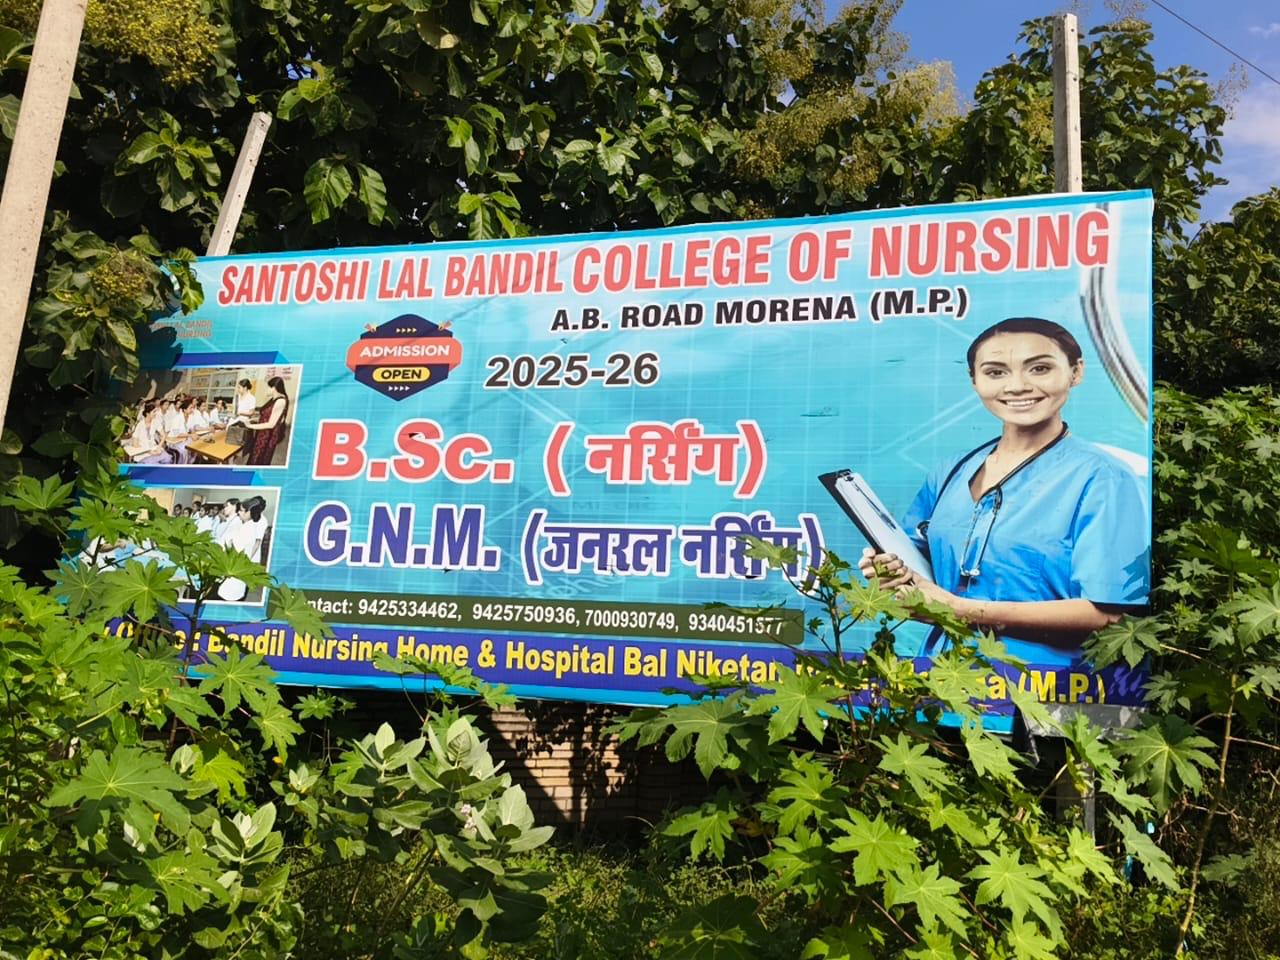 SANTOSHI LAL BANDIL COLLEGE OF NURSING
A.B. ROAD MORENA (M.P.)
ADMISSION
OPEN
2025-26
B.Sc. ( नर्सिंग)
G.N.M. (जनरल नर्सिंग)
9425334462, 9425750936, 7000930749, 9340451577
Bandil Nursing Home & Hospital Bal Niketan (M.P.)